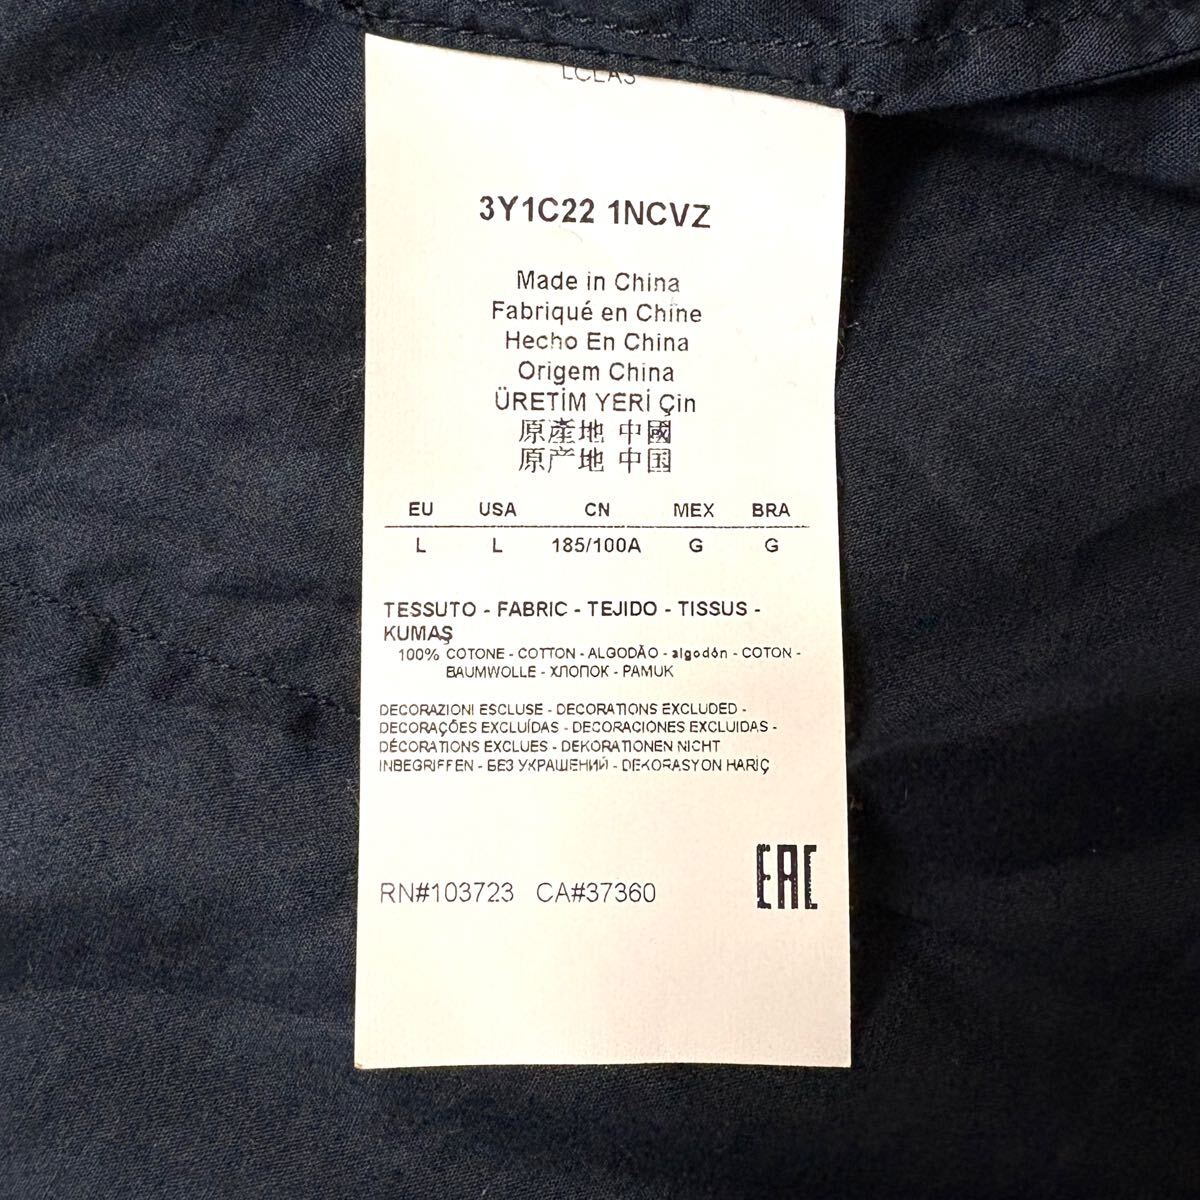 3Y1C22 1NCVZ
Made in China
Fabriqué en Chine
Hecho En China
Origem China
ÜRETİM YERİ Çin
原產地 中國
原产地 中国
EU USA CN MEX BRA
L L 185/100A G G
TESSUTO - FABRIC - TEJIDO - TISSUS -
KUMAŞ
100% COTONE - COTTON - ALGODÃO - algodón - COTON -
BAUMWOLLE - ХЛОПОК - PAMUK
DECORAZIONI ESCLUSE - DECORATIONS EXCLUDED -
DECORAÇÕES EXCLUÍDAS - DECORACIONES EXCLUIDAS -
DÉCORATIONS EXCLUES - DEKORATIONEN NICHT
INBEGRIFFEN - БЕЗ УКРАШЕНИЙ - DEKORASYON HARİÇ
RN#103723 CA#37360
EAC